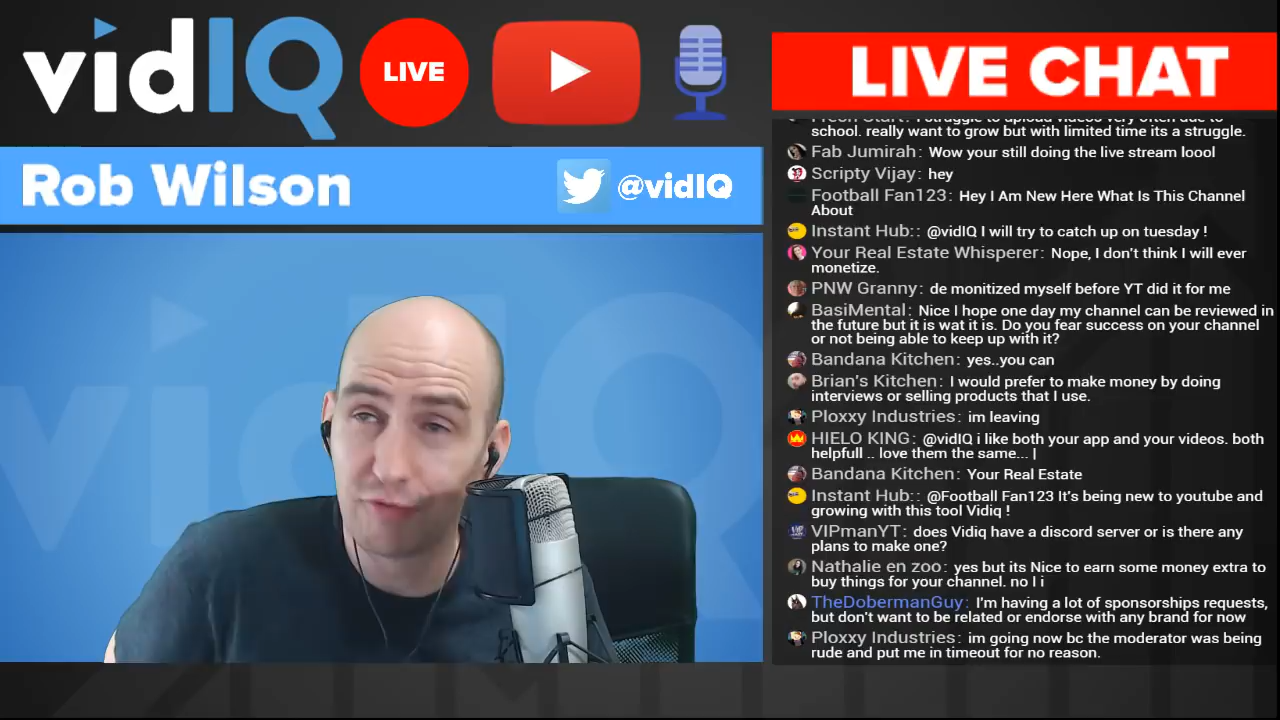 vidIQ
LIVE
LIVE CHAT
Rob Wilson
@vidIQ
Fresh Start: I struggle to upload videos very often due to
school. really want to grow but with limited time its a struggle.
Fab Jumirah: Wow your still doing the live stream loool
Scripty Vijay: hey
Football Fan123: Hey I Am New Here What Is This Channel
About
Instant Hub:: @vidIQ I will try to catch up on tuesday !
Your Real Estate Whisperer: Nope, I don't think I will ever
monetize.
PNW Granny: de monitized myself before YT did it for me
BasiMental: Nice I hope one day my channel can be reviewed in
the future but it is wat it is. Do you fear success on your channel
or not being able to keep up with it?
Bandana Kitchen: yes..you can
Brian's Kitchen: I would prefer to make money by doing
interviews or selling products that I use.
Ploxxy Industries: im leaving
HIELO KING: @vidIQ i like both your app and your videos. both
helpfull .. love them the same... |
Bandana Kitchen: Your Real Estate
Instant Hub:: @Football Fan123 It's being new to youtube and
growing with this tool Vidiq !
VIPmanYT: does Vidiq have a discord server or is there any
plans to make one?
Nathalie en zoo: yes but its Nice to earn some money extra to
buy things for your channel. no l i
TheDobermanGuy: I'm having a lot of sponsorships requests,
but don't want to be related or endorse with any brand for now
Ploxxy Industries: im going now bc the moderator was being
rude and put me in timeout for no reason.